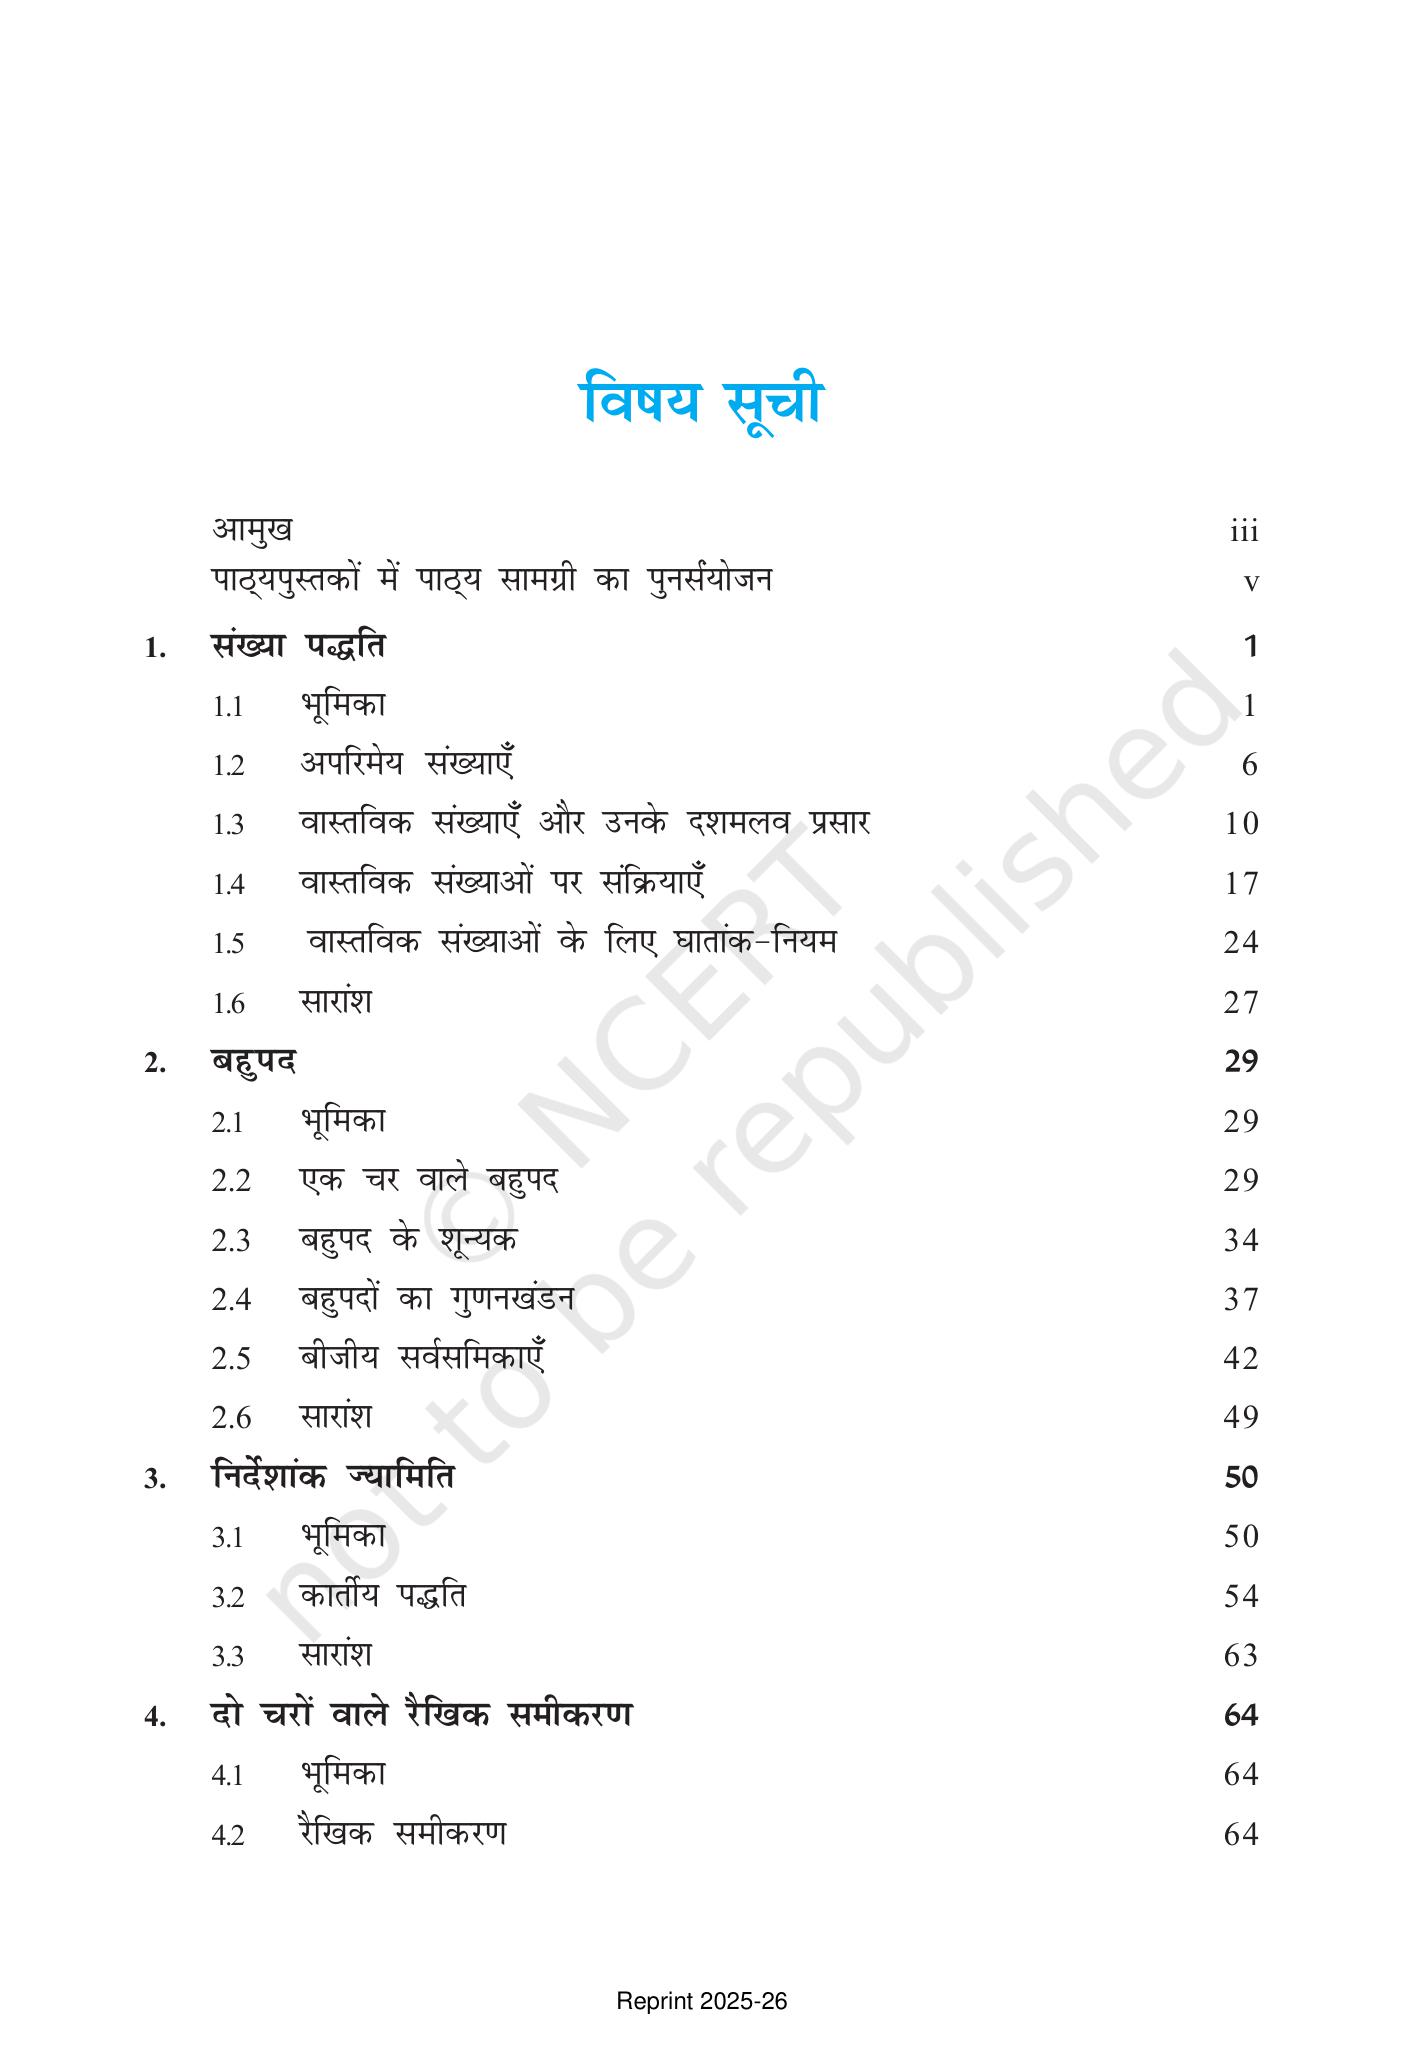 विषय सूची
आमुख iii
पाठ्यपुस्तकों में पाठ्य सामग्री का पुनर्संयोजन v
1. संख्या पद्धति 1
1.1 भूमिका 1
1.2 अपरिमेय संख्याएँ 6
1.3 वास्तविक संख्याएँ और उनके दशमलव प्रसार 10
1.4 वास्तविक संख्याओं पर संक्रियाएँ 17
1.5 वास्तविक संख्याओं के लिए घातांक-नियम 24
1.6 सारांश 27
2. बहुपद 29
2.1 भूमिका 29
2.2 एक चर वाले बहुपद 29
2.3 बहुपद के शून्यक 34
2.4 बहुपदों का गुणनखंडन 37
2.5 बीजीय सर्वसमिकाएँ 42
2.6 सारांश 49
3. निर्देशांक ज्यामिति 50
3.1 भूमिका 50
3.2 कार्तीय पद्धति 54
3.3 सारांश 63
4. दो चरों वाले रैखिक समीकरण 64
4.1 भूमिका 64
4.2 रैखिक समीकरण 64
© NCERT
not to be republished
Reprint 2025-26